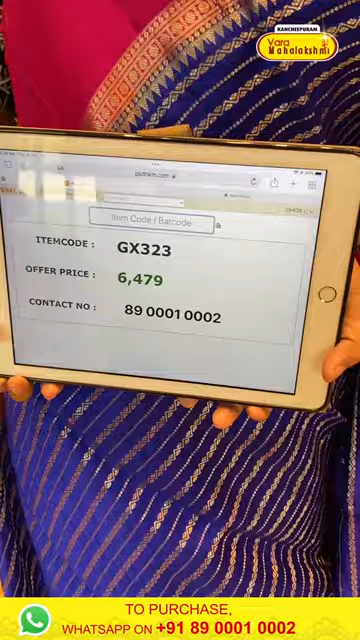 KANCHEEPURAM
Vara
Mahalakshmi
Item Code / Barcode
ITEMCODE : GX323
OFFER PRICE : 6,479
CONTACT NO : 89 0001 0002
TO PURCHASE,
WHATSAPP ON +91 89 0001 0002